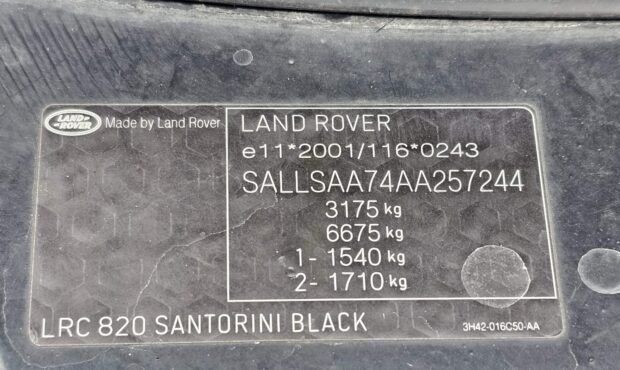 LAND ROVER
Made by Land Rover
LAND ROVER
e11*2001/116*0243
SALLSAA74AA257244
3175 kg
6675 kg
1- 1540 kg
2- 1710 kg
LRC 820 SANTORINI BLACK
3H42-016C50-AA